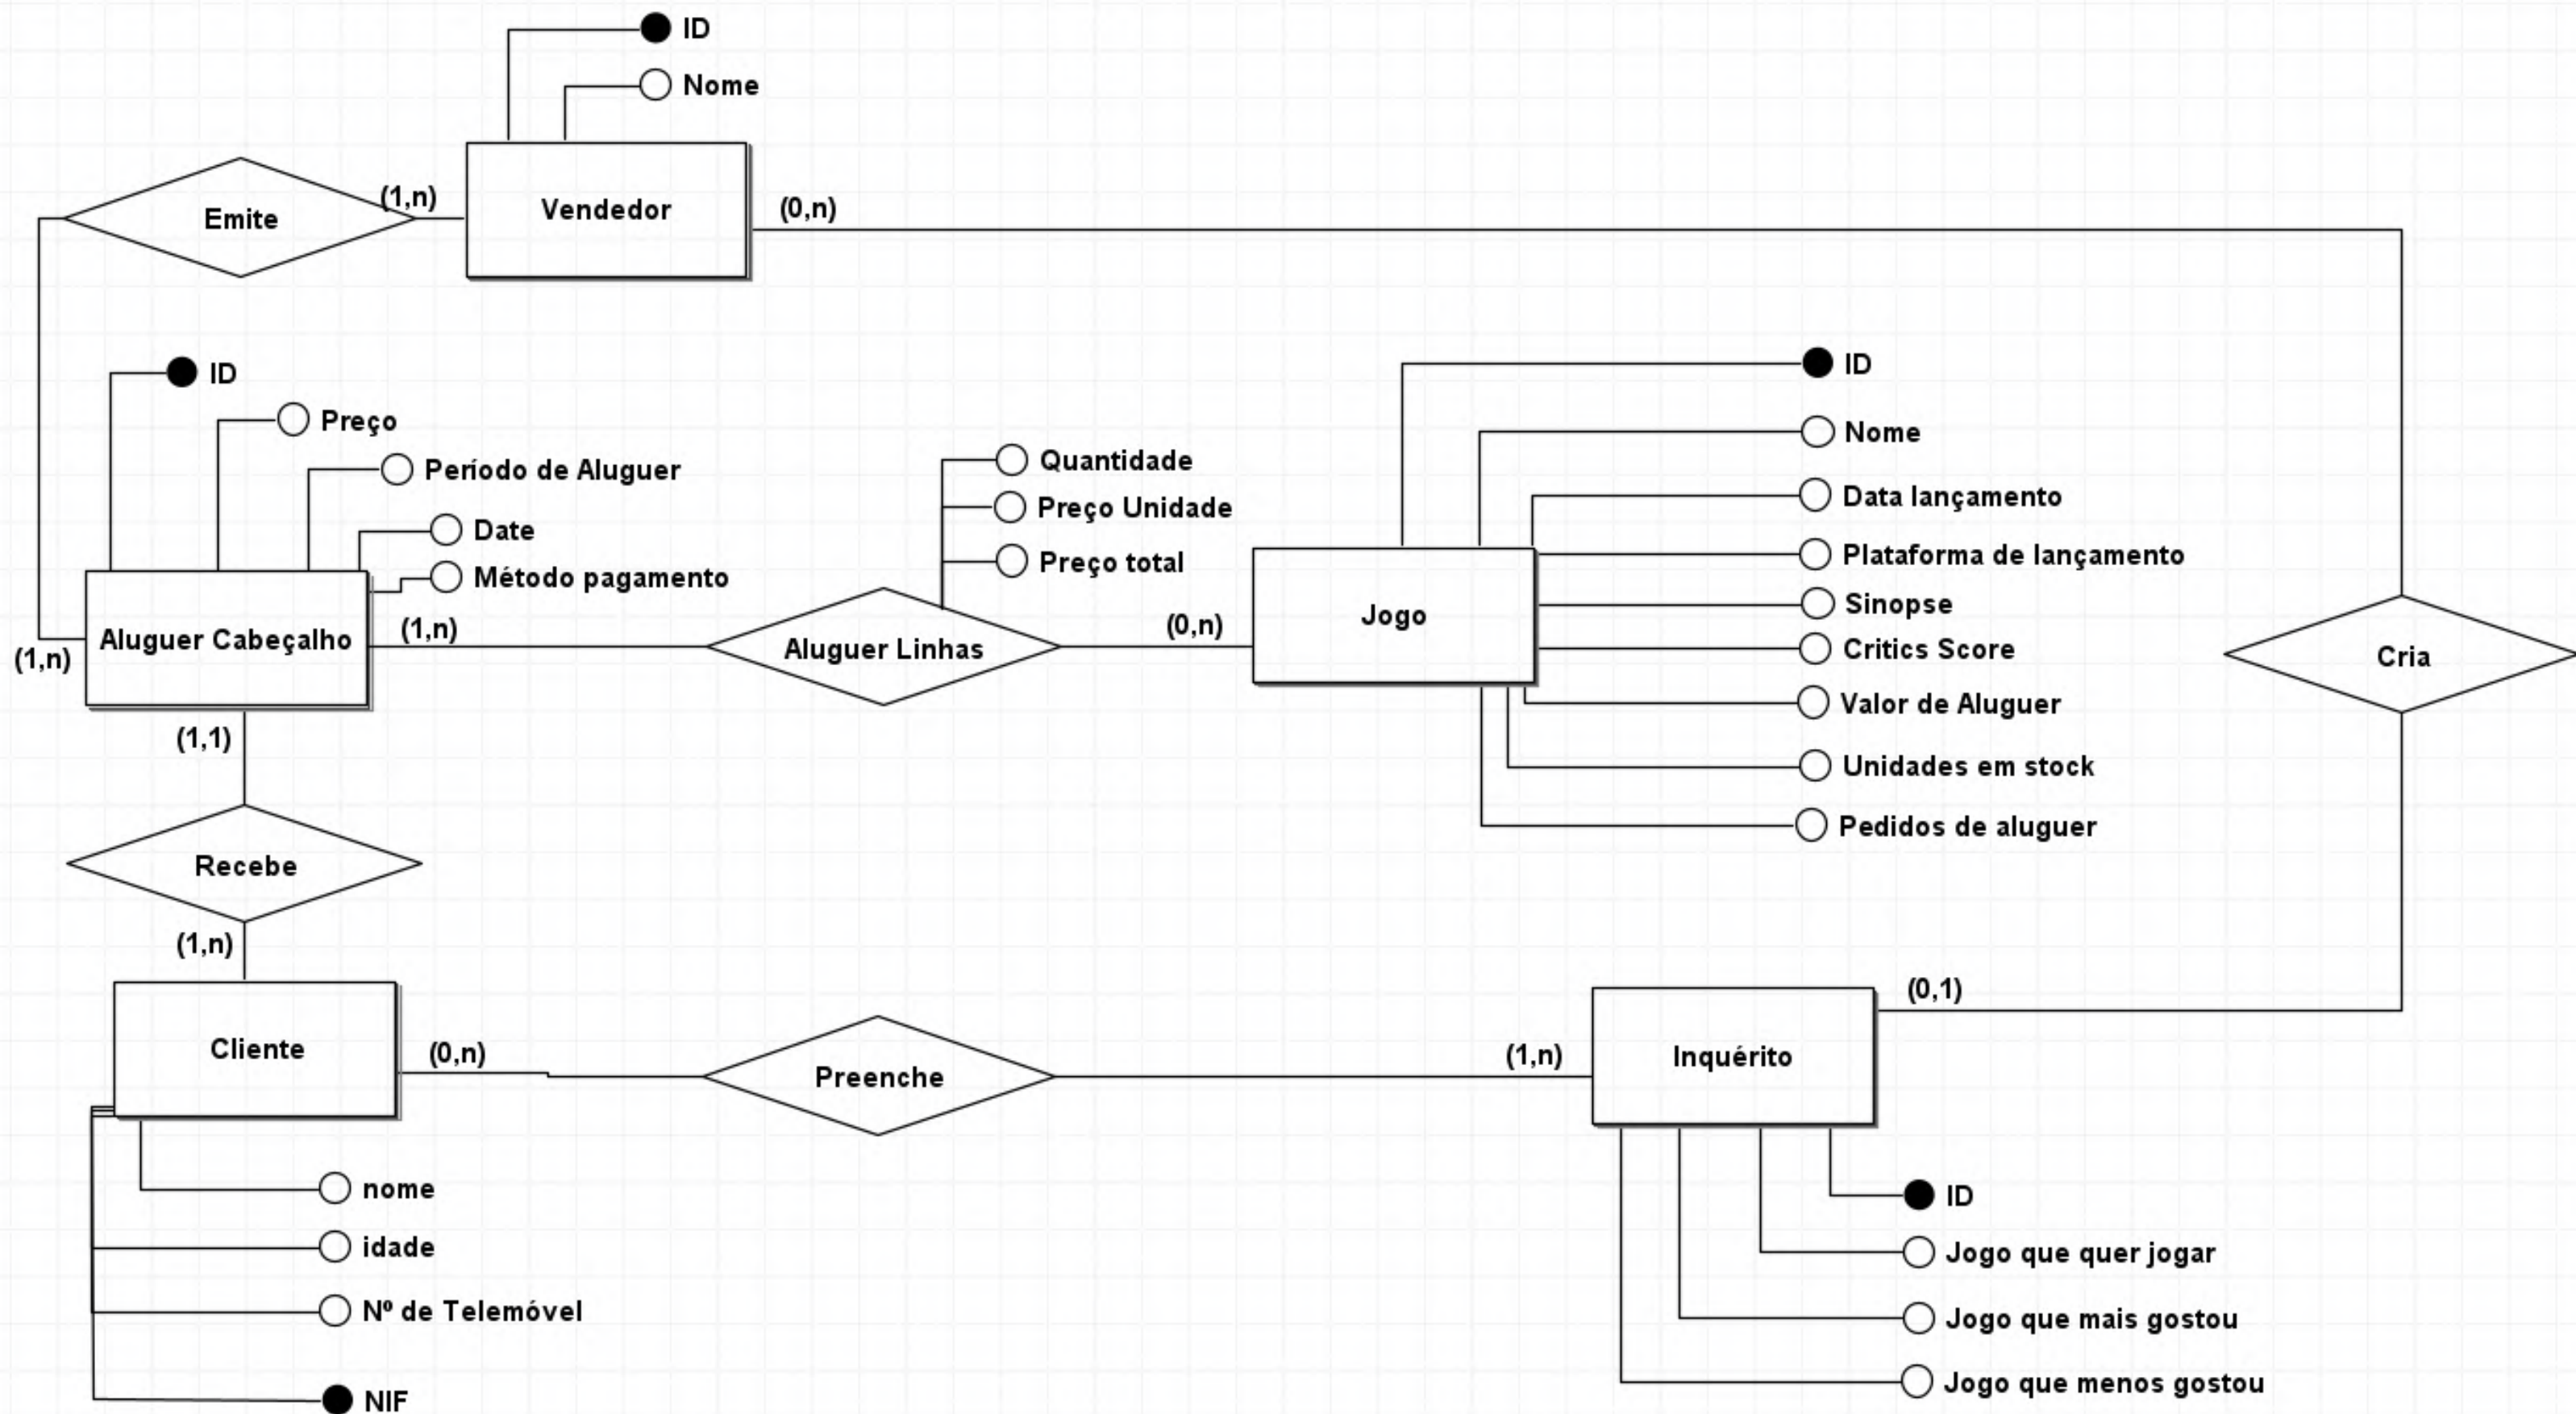 ID
Nome
Emite
(1,n)
Vendedor
(0,n)
ID
Preço
Período de Aluguer
Date
Método pagamento
Aluguer Cabeçalho
(1,n)
(1,n)
(1,1)
Quantidade
Preço Unidade
Preço total
Aluguer Linhas
(0,n)
Jogo
ID
Nome
Data lançamento
Plataforma de lançamento
Sinopse
Critics Score
Valor de Aluguer
Unidades em stock
Pedidos de aluguer
Cria
Recebe
(1,n)
Cliente
(0,n)
Preenche
(1,n)
Inquérito
(0,1)
nome
idade
Nº de Telemóvel
NIF
ID
Jogo que quer jogar
Jogo que mais gostou
Jogo que menos gostou